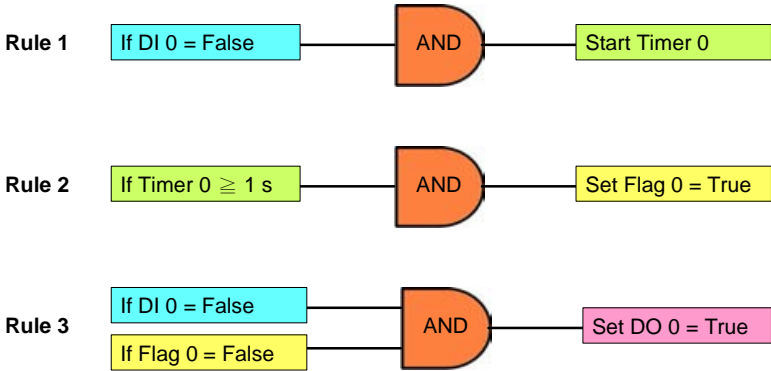 Rule 1
If DI 0 = False
AND
Start Timer 0
Rule 2
If Timer 0 ≧ 1 s
AND
Set Flag 0 = True
Rule 3
If DI 0 = False
If Flag 0 = False
AND
Set DO 0 = True